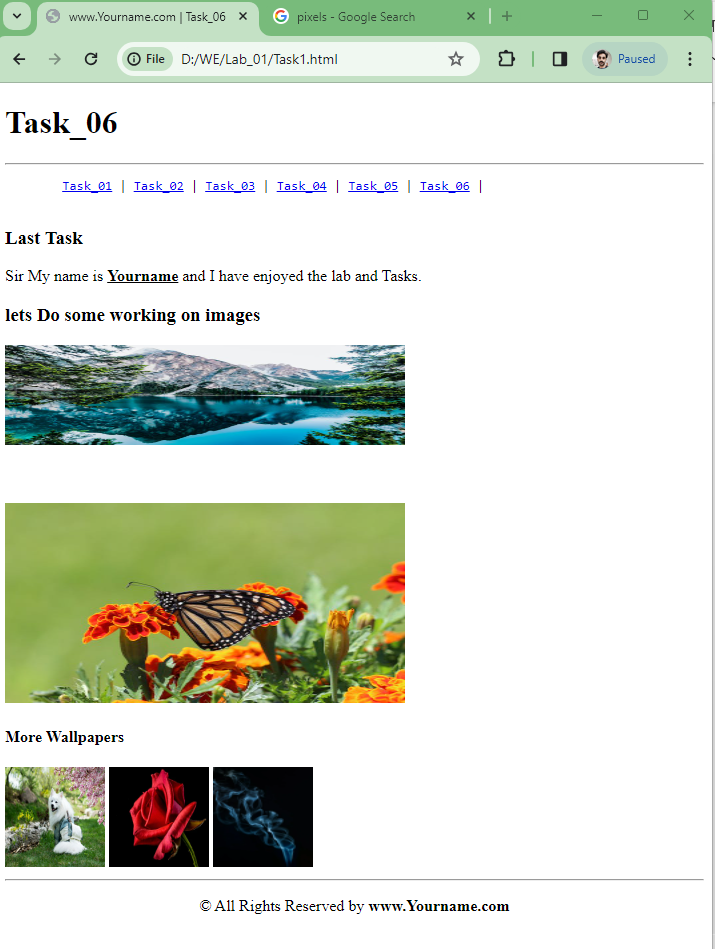 www.Yourname.com | Task_06
pixels - Google Search
File
D:/WE/Lab_01/Task1.html
Paused
Task_06
Task_01 | Task_02 | Task_03 | Task_04 | Task_05 | Task_06 |
Last Task
Sir My name is Yourname and I have enjoyed the lab and Tasks.
lets Do some working on images
More Wallpapers
© All Rights Reserved by www.Yourname.com